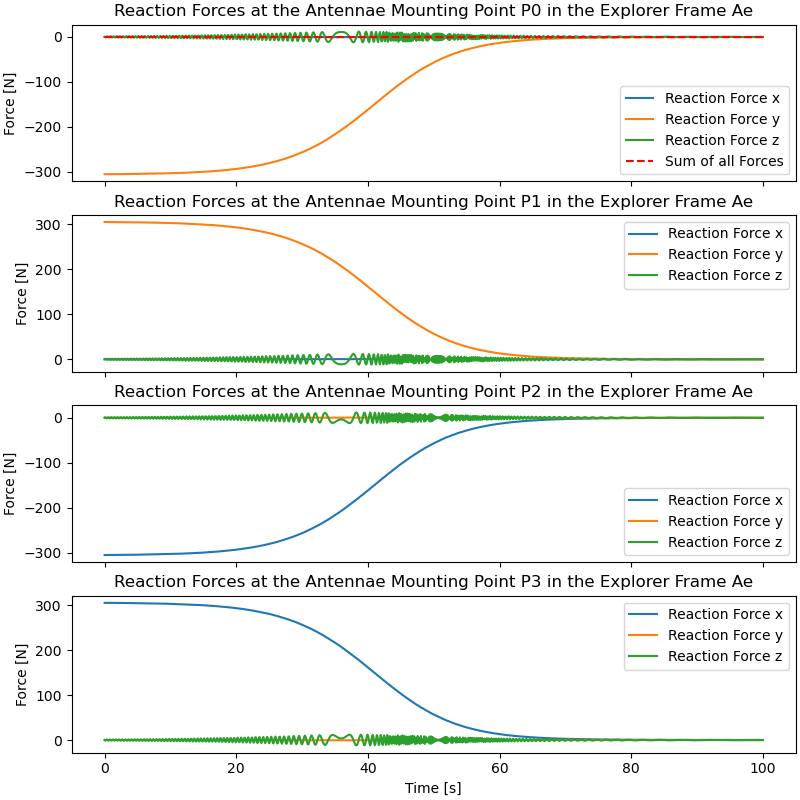 Reaction Forces at the Antennae Mounting Point P0 in the Explorer Frame Ae
0
−100
−200
−300
Force [N]
Reaction Force x
Reaction Force y
Reaction Force z
Sum of all Forces
Reaction Forces at the Antennae Mounting Point P1 in the Explorer Frame Ae
300
200
100
0
Force [N]
Reaction Force x
Reaction Force y
Reaction Force z
Reaction Forces at the Antennae Mounting Point P2 in the Explorer Frame Ae
0
−100
−200
−300
Force [N]
Reaction Force x
Reaction Force y
Reaction Force z
Reaction Forces at the Antennae Mounting Point P3 in the Explorer Frame Ae
300
200
100
0
Force [N]
Reaction Force x
Reaction Force y
Reaction Force z
0 20 40 60 80 100
Time [s]